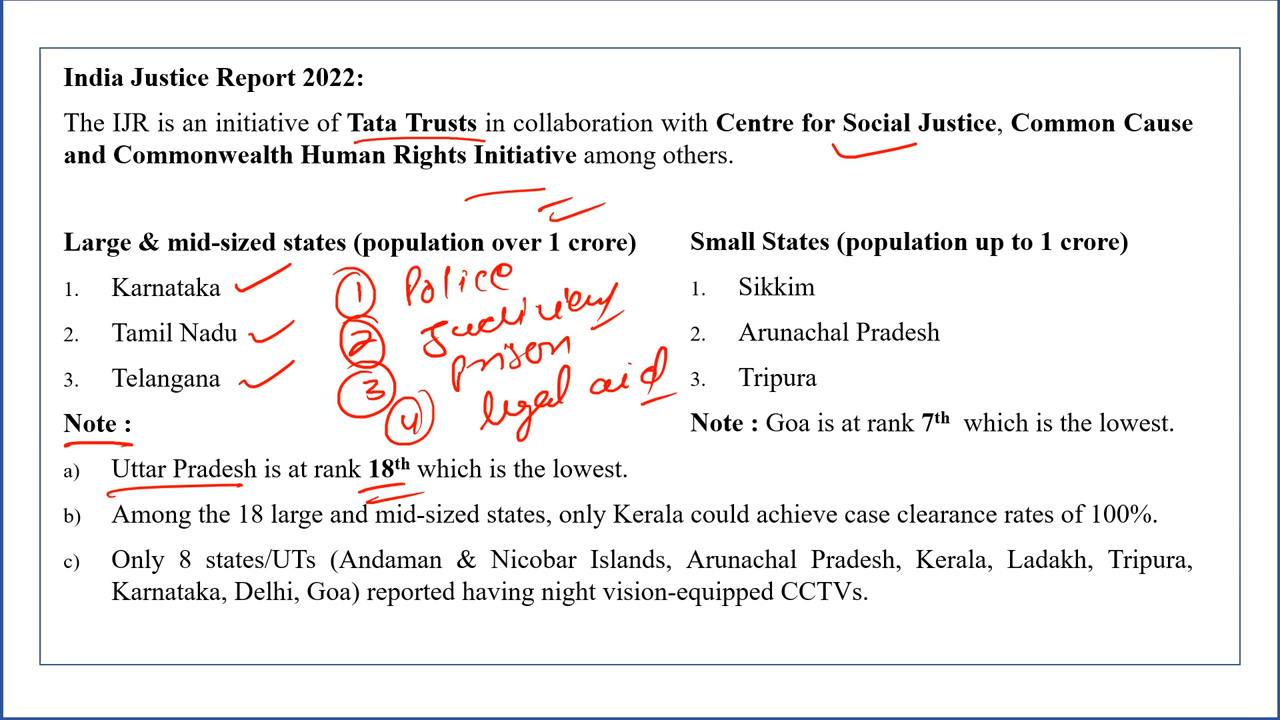 India Justice Report 2022:
The IJR is an initiative of Tata Trusts in collaboration with Centre for Social Justice, Common Cause
and Commonwealth Human Rights Initiative among others.
Large & mid-sized states (population over 1 crore)
1. Karnataka
2. Tamil Nadu
3. Telangana
① Police
② Judiciary
③ prison
④ legal aid
Small States (population up to 1 crore)
1. Sikkim
2. Arunachal Pradesh
3. Tripura
Note : Goa is at rank 7th which is the lowest.
Note :
a) Uttar Pradesh is at rank 18th which is the lowest.
b) Among the 18 large and mid-sized states, only Kerala could achieve case clearance rates of 100%.
c) Only 8 states/UTs (Andaman & Nicobar Islands, Arunachal Pradesh, Kerala, Ladakh, Tripura,
Karnataka, Delhi, Goa) reported having night vision-equipped CCTVs.